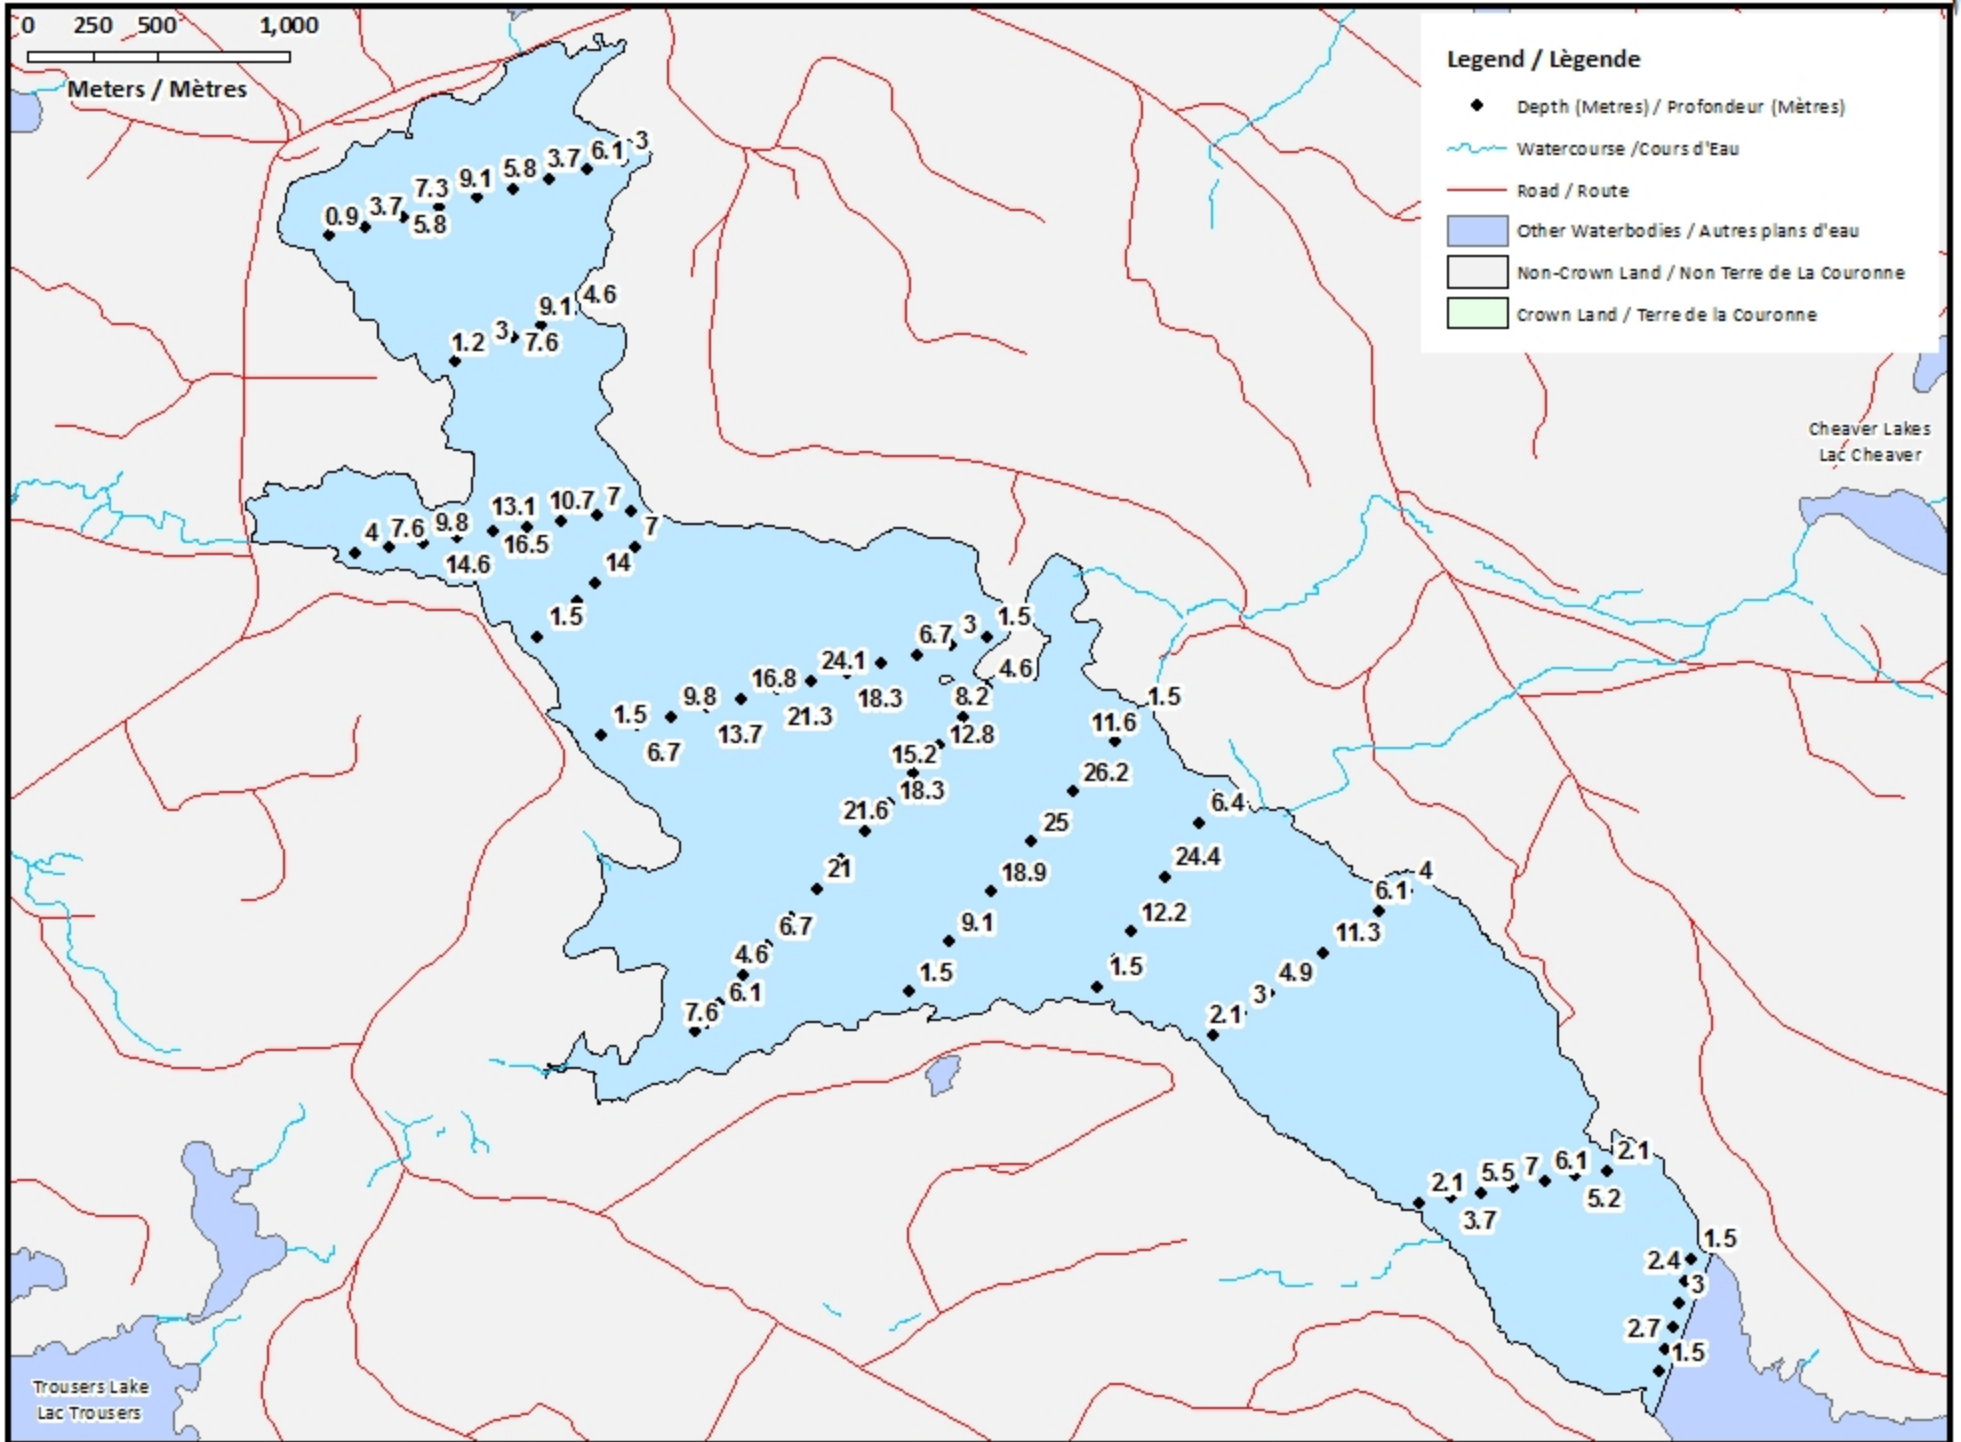 0 250 500 1,000
Meters / Mètres
Legend / Lègende
Depth (Metres) / Profondeur (Mètres)
Watercourse /Cours d'Eau
Road / Route
Other Waterbodies / Autres plans d'eau
Non-Crown Land / Non Terre de La Couronne
Crown Land / Terre de la Couronne
0.9 3.7 5.8 7.3 9.1 5.8 3.7 6.1 3
1.2 3 7.6 9.1 4.6
Cheaver Lakes
Lac Cheaver
4 7.6 9.8 14.6 13.1 16.5 10.7 7
7
14
1.5
1.5 6.7 9.8 13.7 16.8 21.3 24.1 18.3 6.7 3 1.5
4.6
8.2
12.8
15.2
18.3
21.6
21
6.7
4.6
6.1
7.6
1.5
11.6
26.2
25
18.9
9.1
1.5
6.4
24.4
12.2
1.5
4
6.1
11.3
4.9
3
2.1
2.1 3.7 5.5 7 6.1 5.2 2.1
1.5
2.4
3
2.7
1.5
Trousers Lake
Lac Trousers